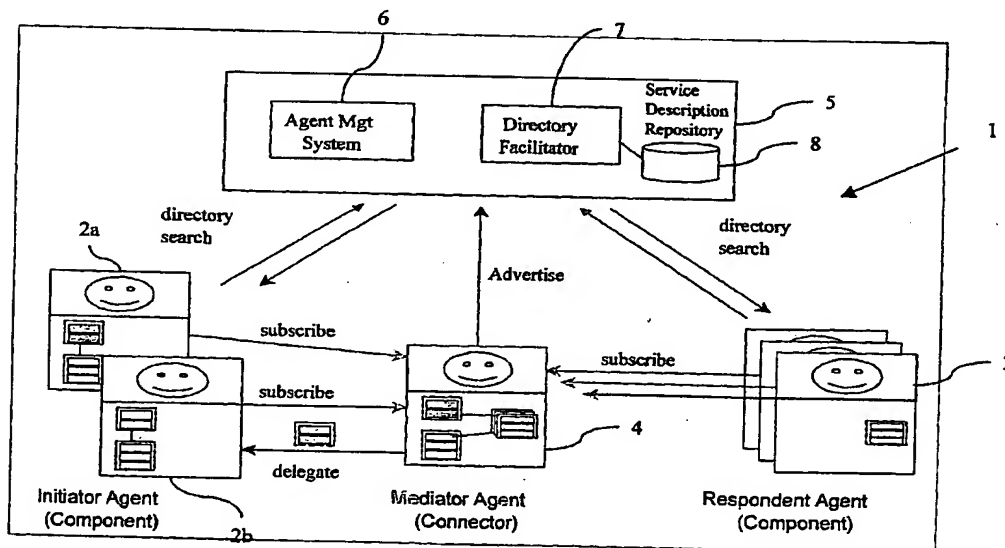 6
7
Agent Mgt
System
Directory
Facilitator
Service
Description
Repository
5
8
1
directory
search
directory
search
2a
Advertise
subscribe
subscribe
subscribe
delegate
4
Initiator Agent
(Component)
2b
Mediator Agent
(Connector)
Respondent Agent
(Component)